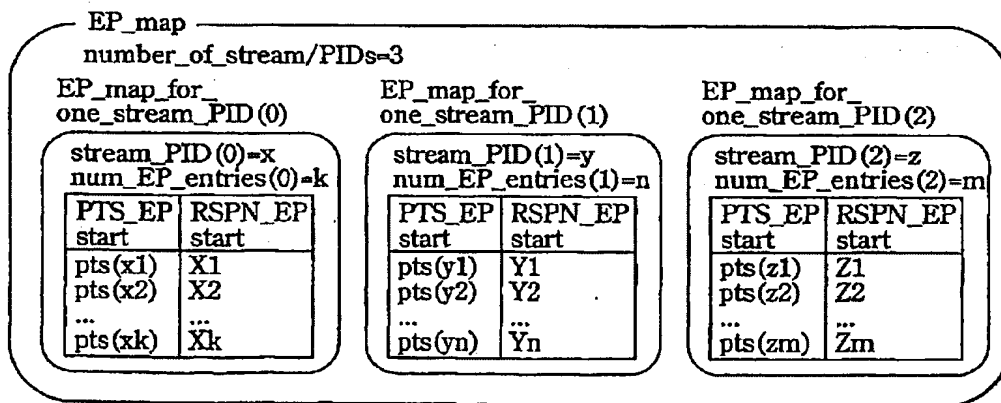 EP_map
number_of_stream/PIDs=3
EP_map_for_
one_stream_PID(0)
stream_PID(0)=x
num_EP_entries(0)=k
PTS_EP start RSPN_EP start
pts(x1) X1
pts(x2) X2
... ...
pts(xk) Xk
EP_map_for_
one_stream_PID(1)
stream_PID(1)=y
num_EP_entries(1)=n
PTS_EP start RSPN_EP start
pts(y1) Y1
pts(y2) Y2
... ...
pts(yn) Yn
EP_map_for_
one_stream_PID(2)
stream_PID(2)=z
num_EP_entries(2)=m
PTS_EP start RSPN_EP start
pts(z1) Z1
pts(z2) Z2
... ...
pts(zm) Zm